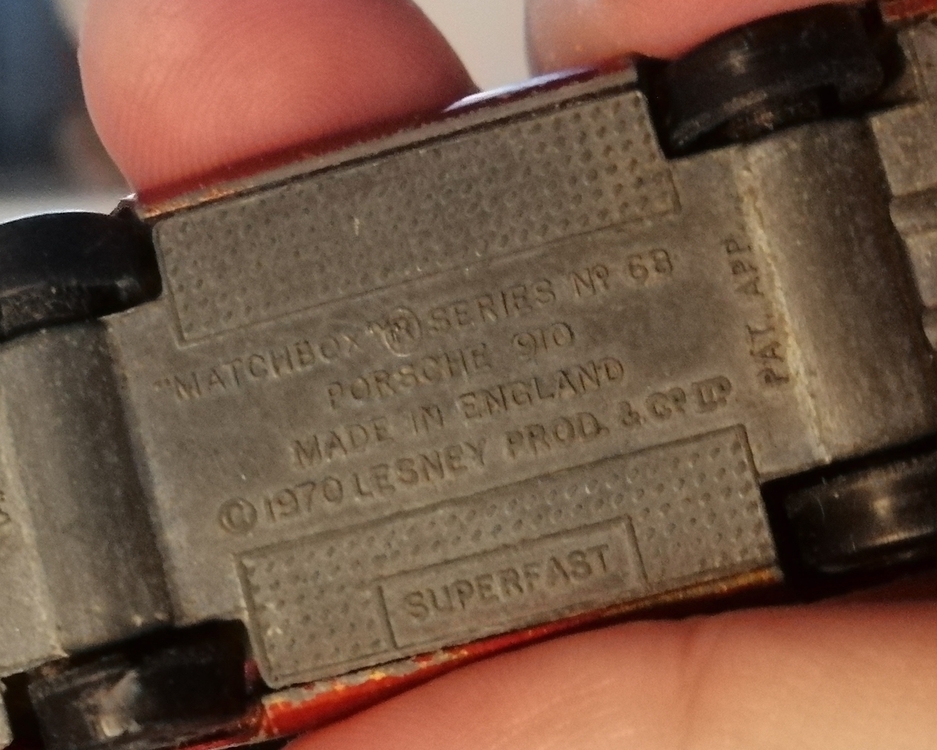 "MATCHBOX"® SERIES Nº 68
PORSCHE 910
MADE IN ENGLAND
© 1970 LESNEY PROD. & Cº LTD
SUPERFAST
PAT. APP.